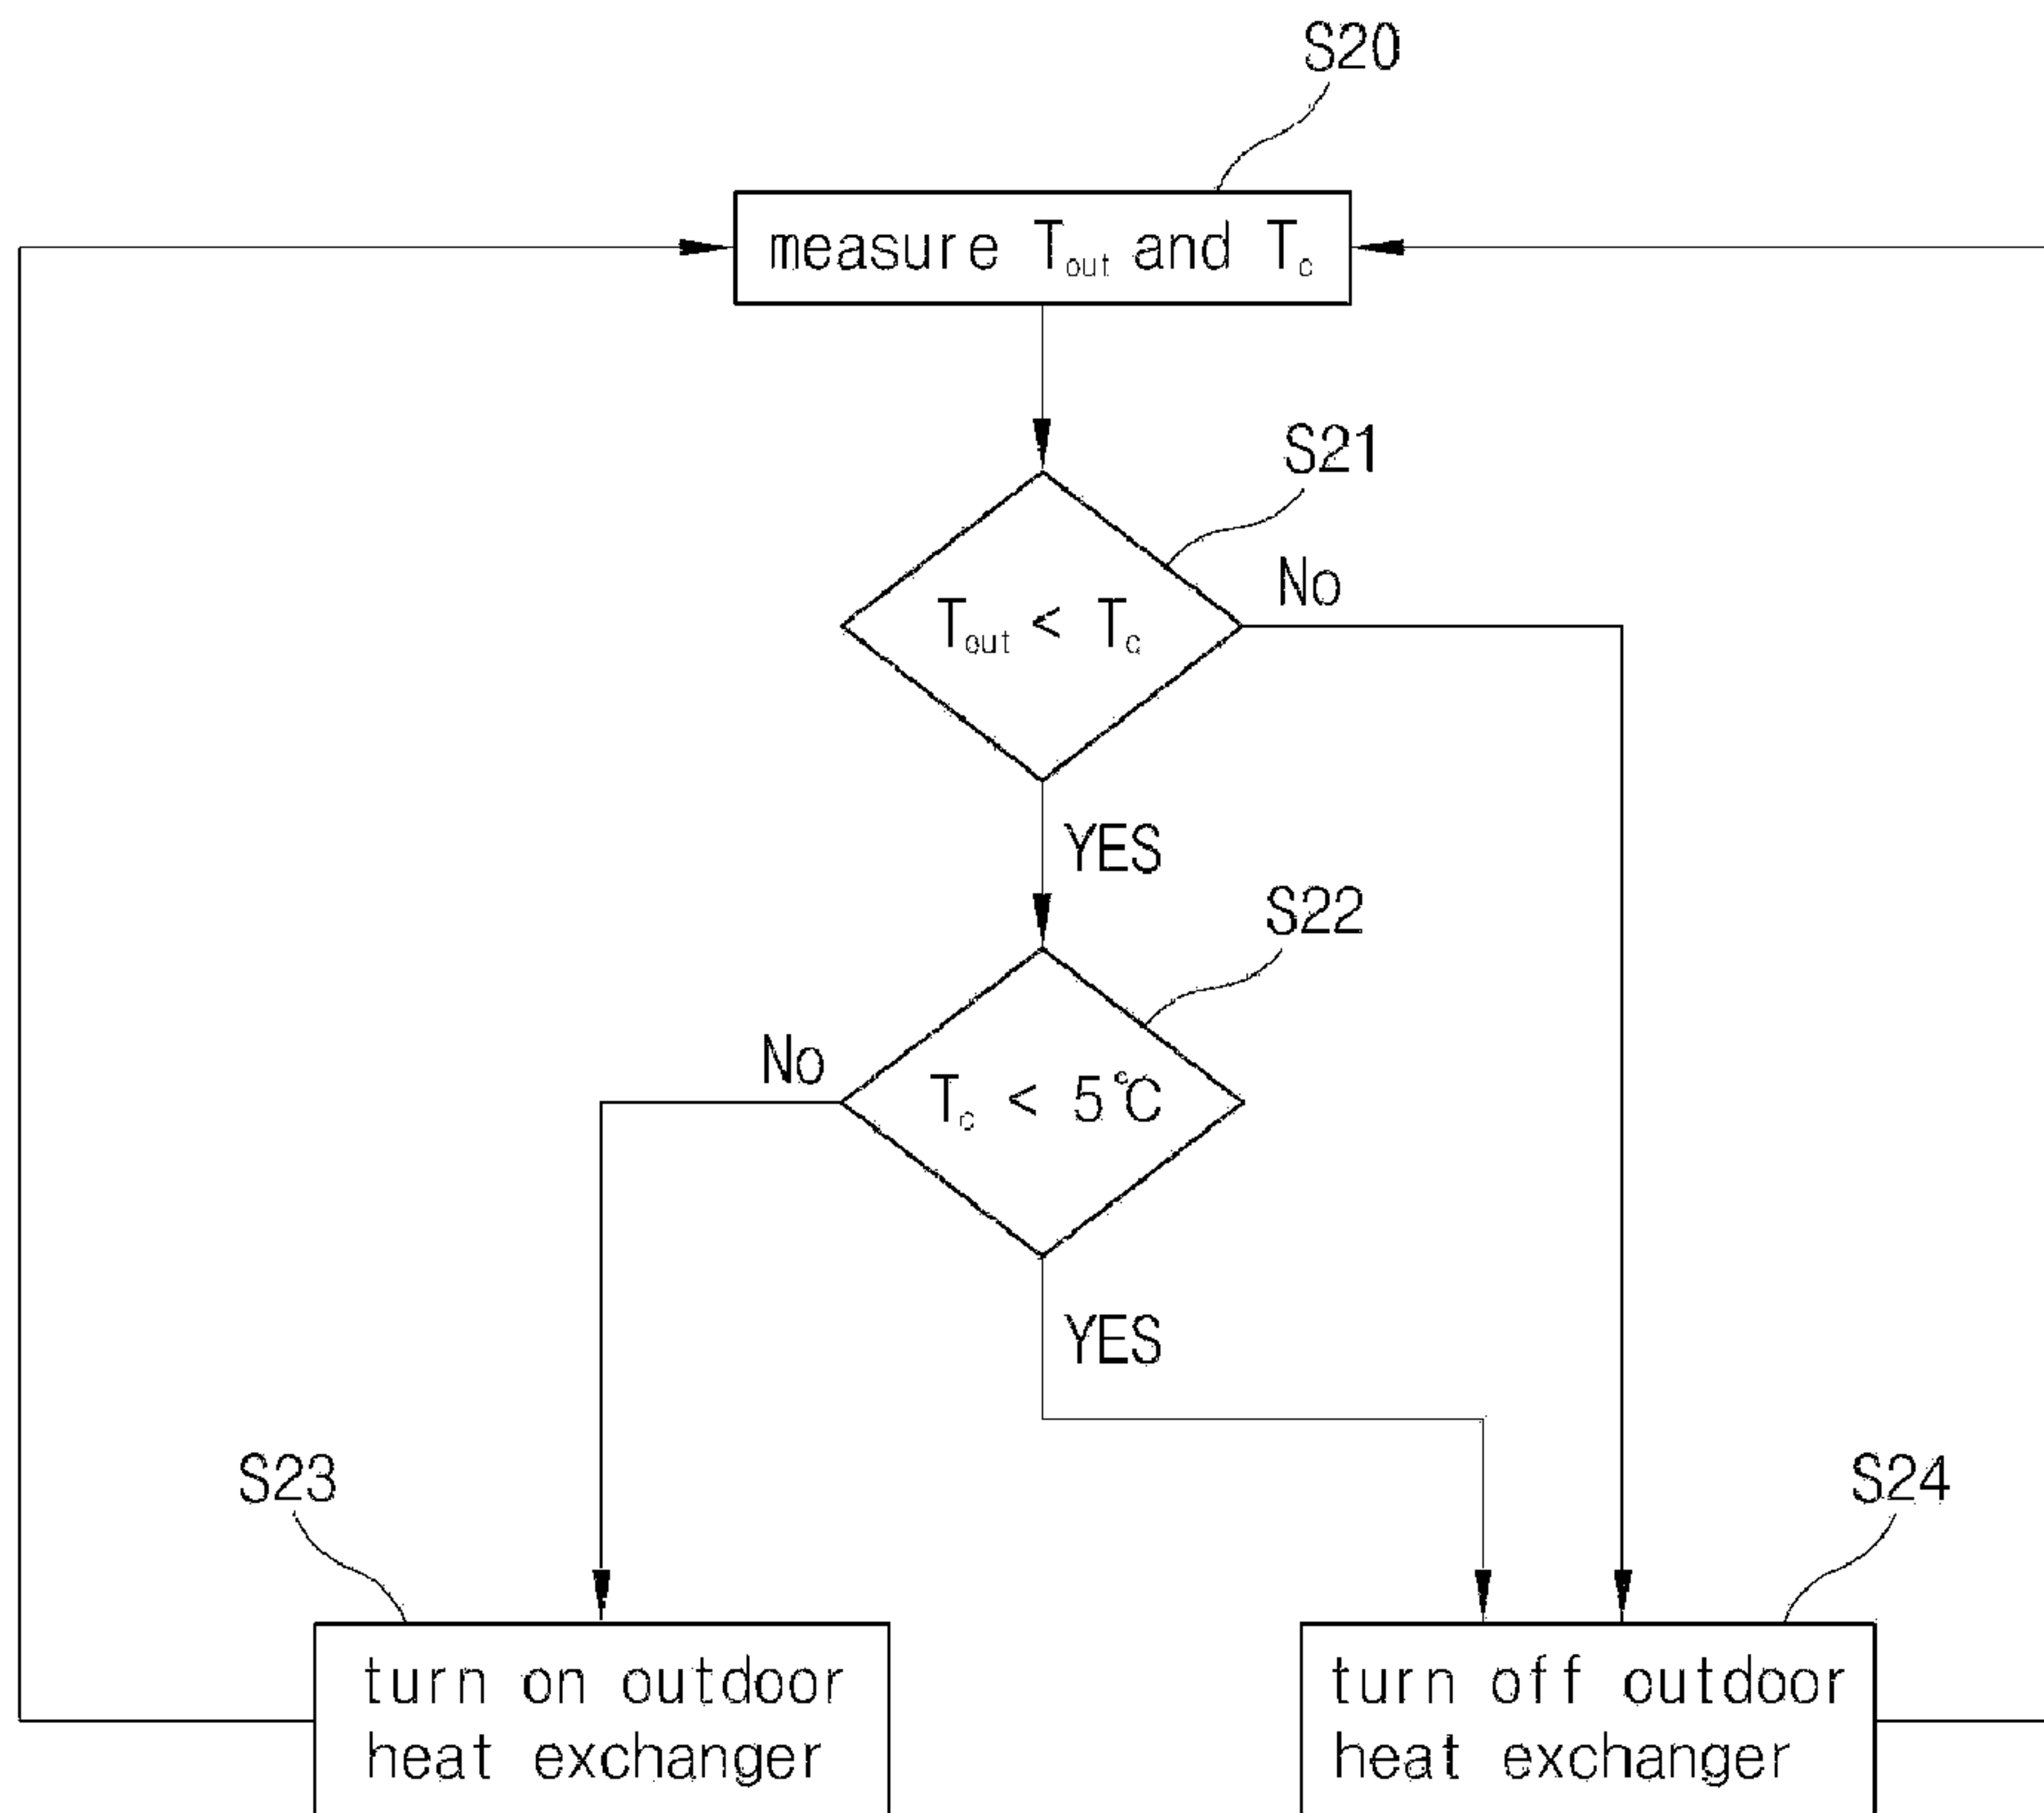 S20
measure Tout and Tc
S21
Tout < Tc
No
YES
S22
Tc < 5℃
No
YES
S23
S24
turn on outdoor
heat exchanger
turn off outdoor
heat exchanger